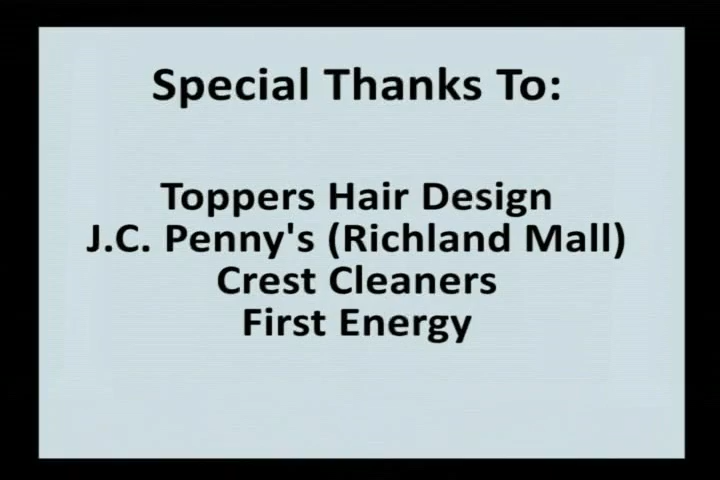 Special Thanks To:
Toppers Hair Design
J.C. Penny's (Richland Mall)
Crest Cleaners
First Energy